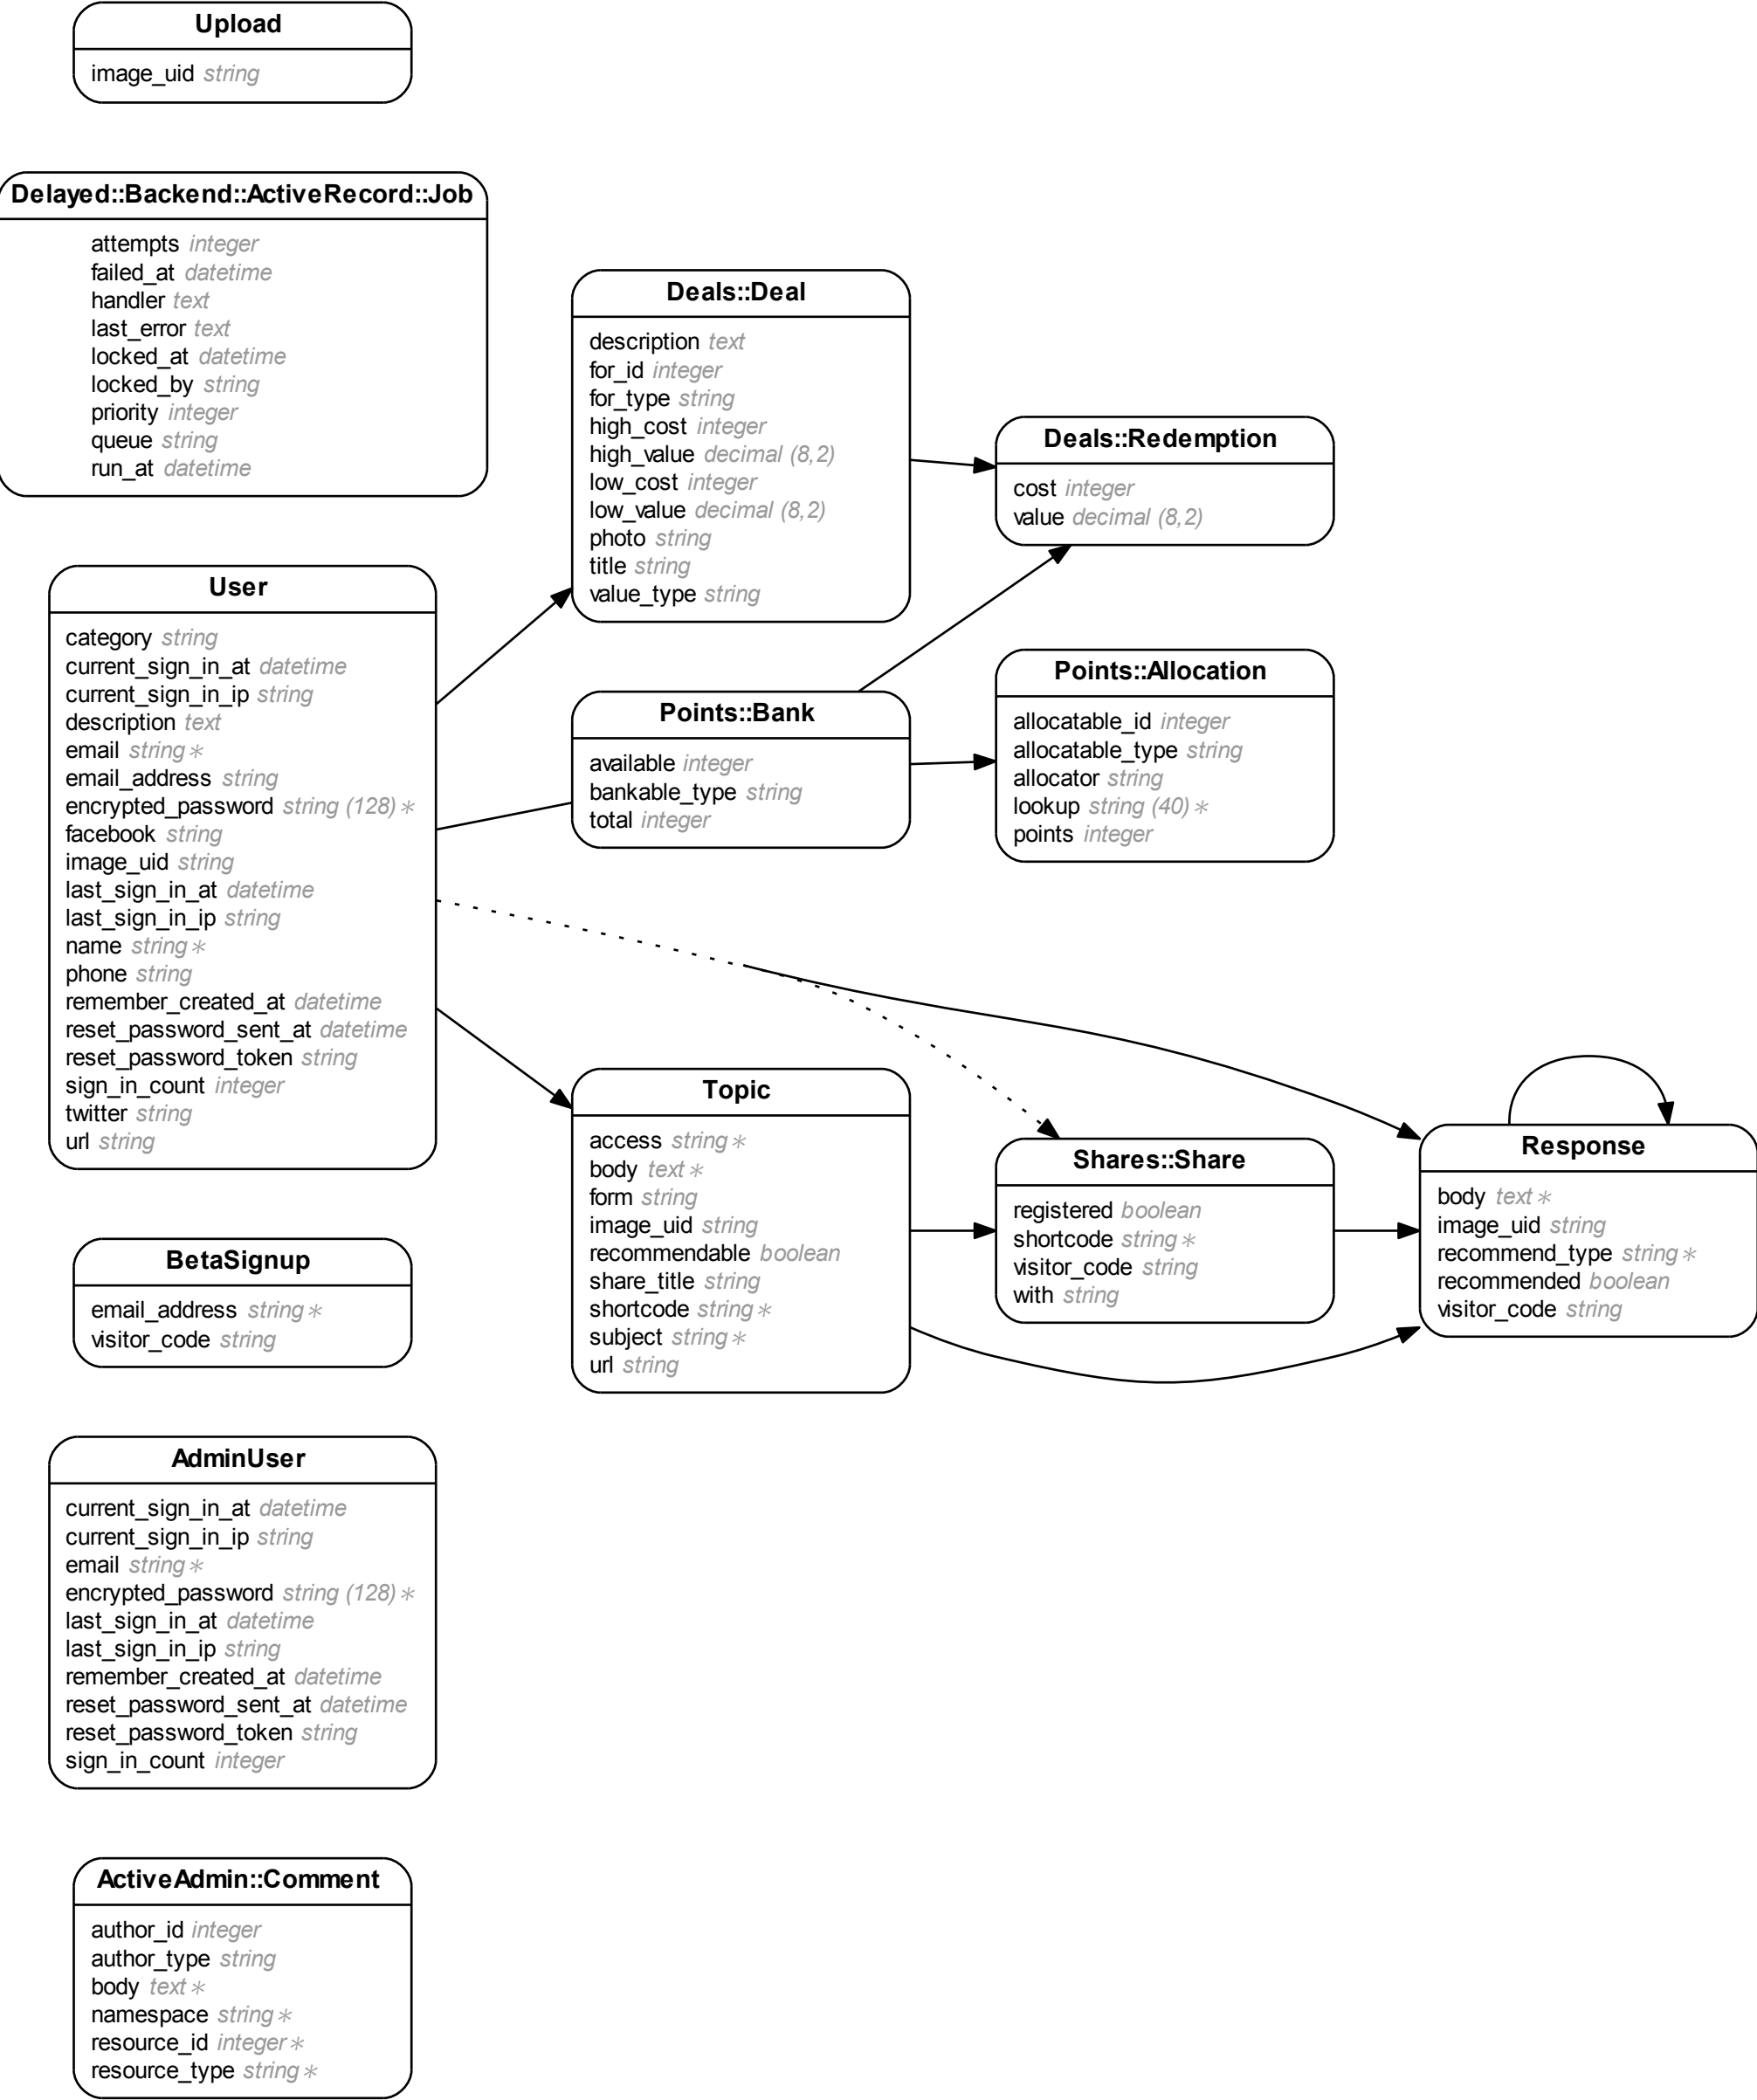 Upload
image_uid string
Delayed::Backend::ActiveRecord::Job
attempts integer
failed_at datetime
handler text
last_error text
locked_at datetime
locked_by string
priority integer
queue string
run_at datetime
User
category string
current_sign_in_at datetime
current_sign_in_ip string
description text
email string ∗
email_address string
encrypted_password string (128) ∗
facebook string
image_uid string
last_sign_in_at datetime
last_sign_in_ip string
name string ∗
phone string
remember_created_at datetime
reset_password_sent_at datetime
reset_password_token string
sign_in_count integer
twitter string
url string
BetaSignup
email_address string ∗
visitor_code string
AdminUser
current_sign_in_at datetime
current_sign_in_ip string
email string ∗
encrypted_password string (128) ∗
last_sign_in_at datetime
last_sign_in_ip string
remember_created_at datetime
reset_password_sent_at datetime
reset_password_token string
sign_in_count integer
ActiveAdmin::Comment
author_id integer
author_type string
body text ∗
namespace string ∗
resource_id integer ∗
resource_type string ∗
Deals::Deal
description text
for_id integer
for_type string
high_cost integer
high_value decimal (8,2)
low_cost integer
low_value decimal (8,2)
photo string
title string
value_type string
Points::Bank
available integer
bankable_type string
total integer
Topic
access string ∗
body text ∗
form string
image_uid string
recommendable boolean
share_title string
shortcode string ∗
subject string ∗
url string
Deals::Redemption
cost integer
value decimal (8,2)
Points::Allocation
allocatable_id integer
allocatable_type string
allocator string
lookup string (40) ∗
points integer
Shares::Share
registered boolean
shortcode string ∗
visitor_code string
with string
Response
body text ∗
image_uid string
recommend_type string ∗
recommended boolean
visitor_code string